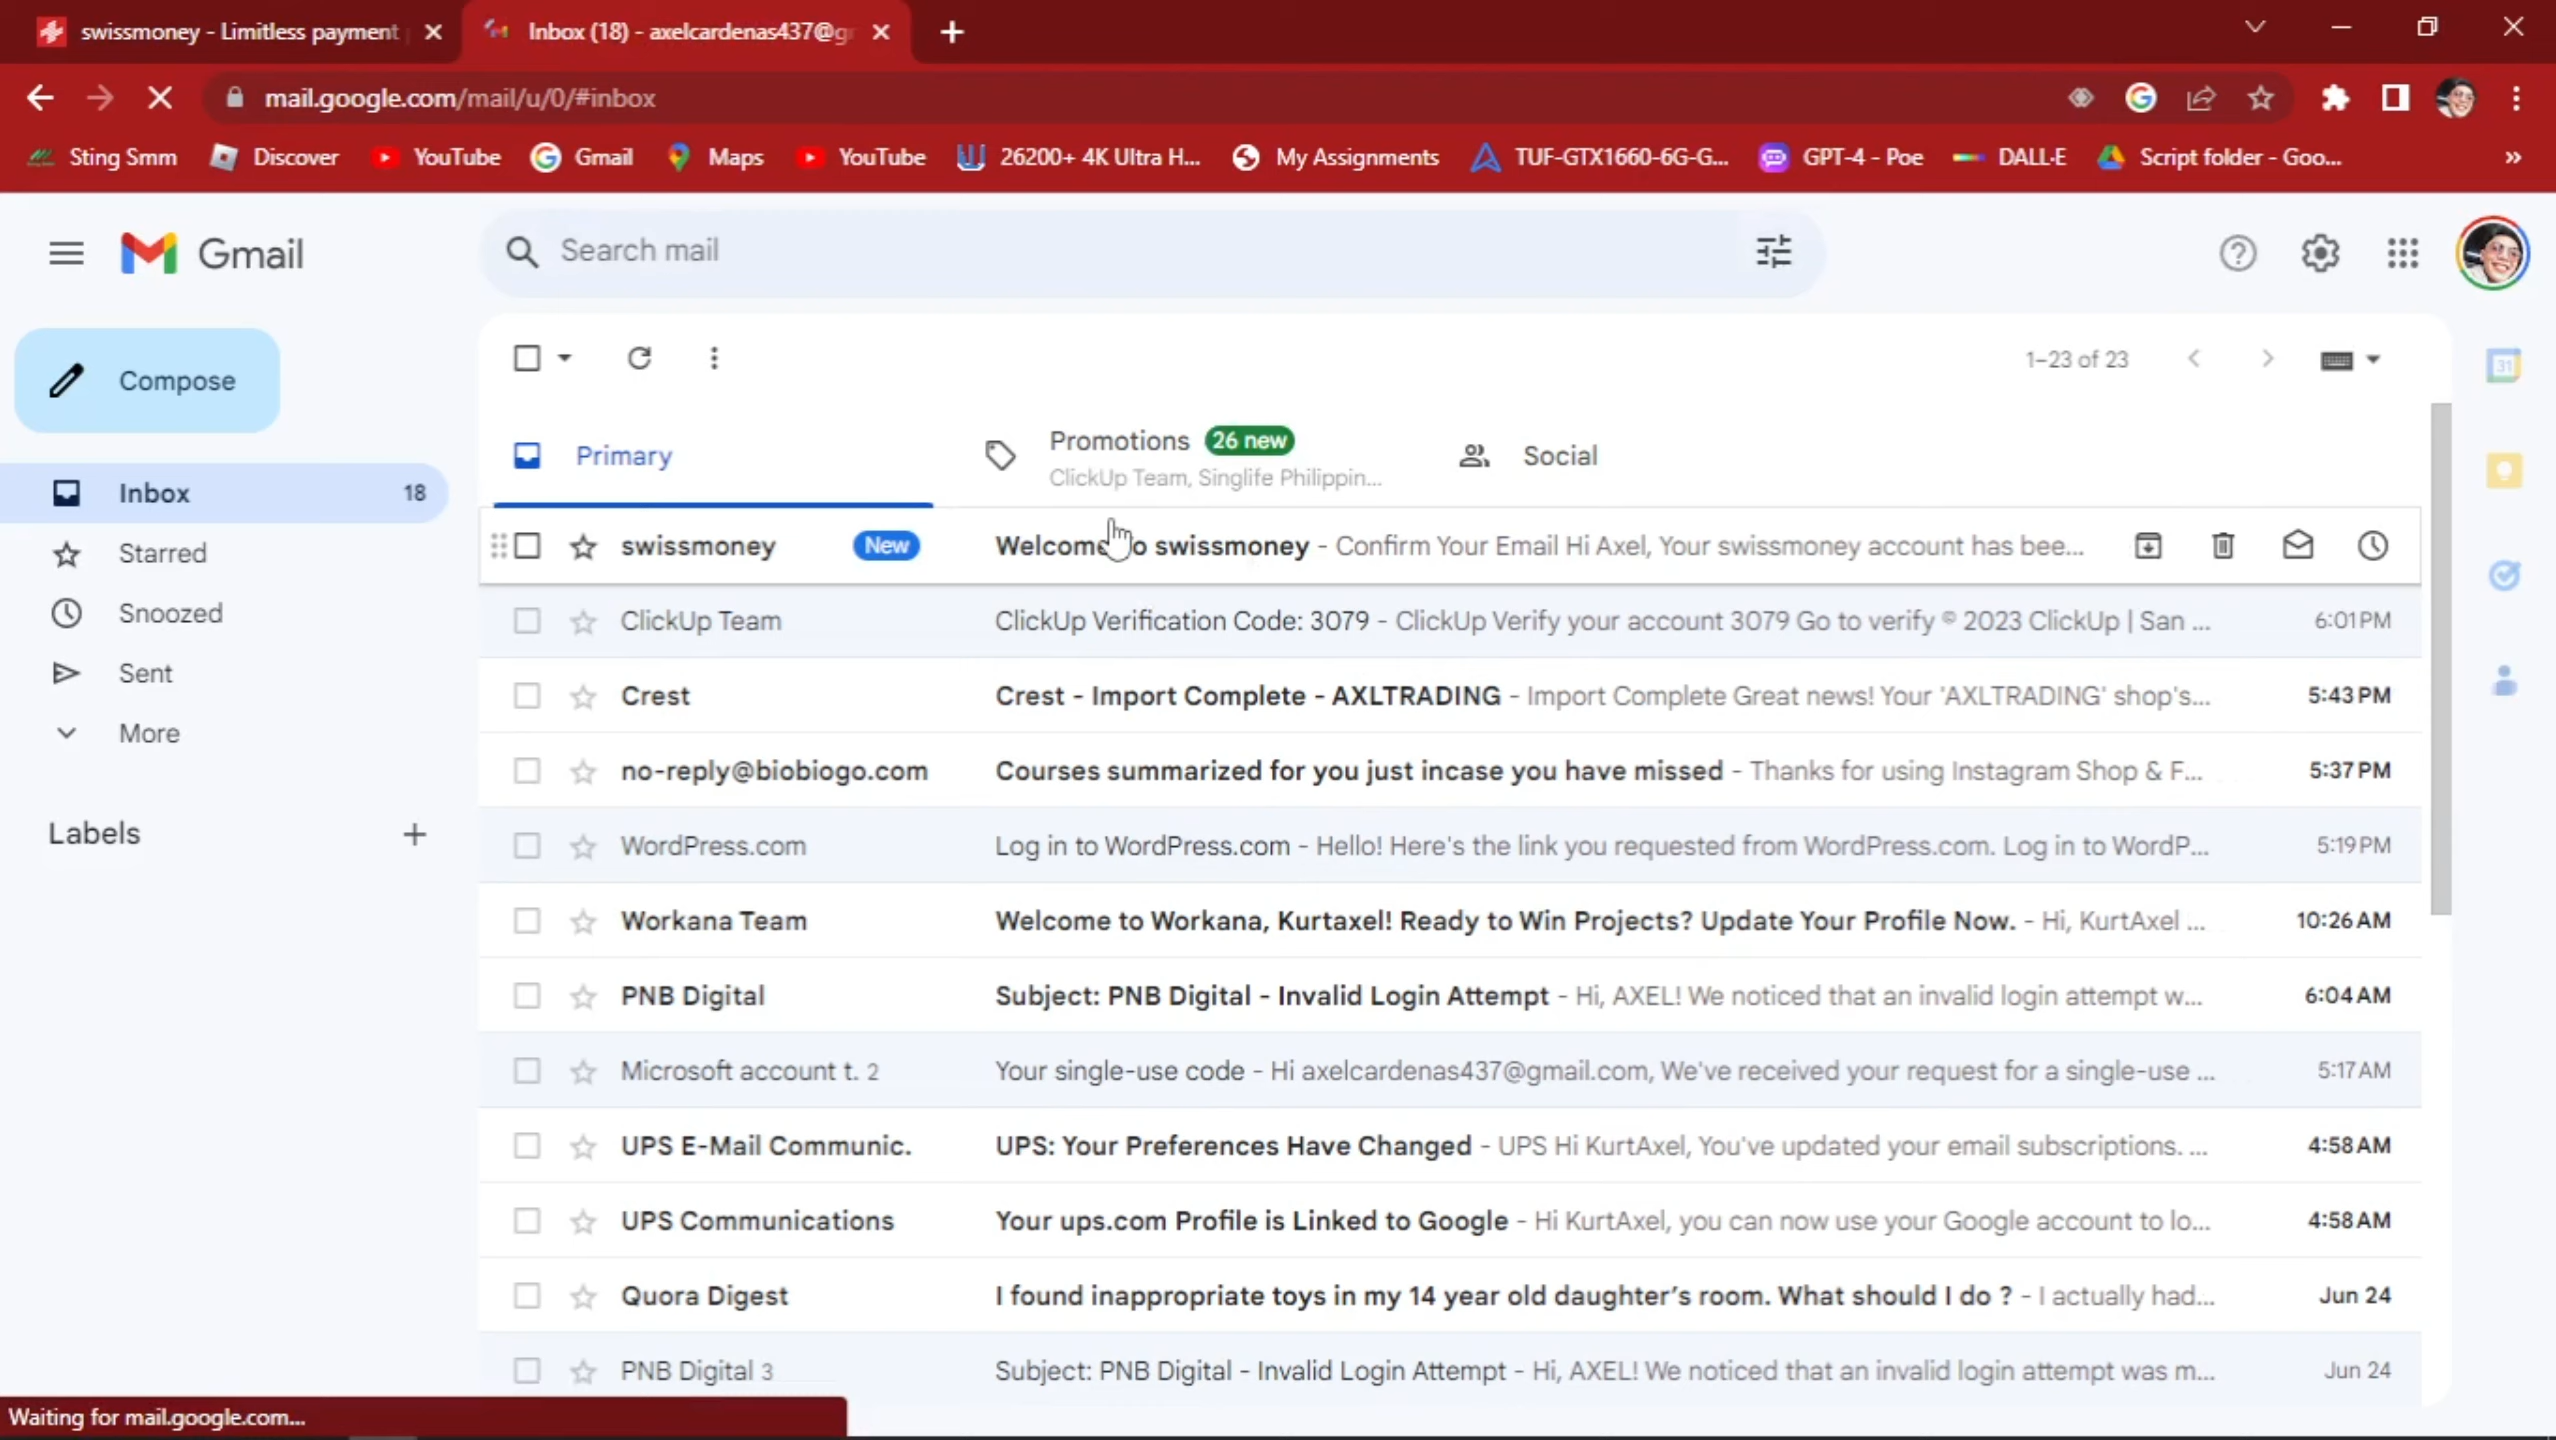 swissmoney - Limitless payment
Inbox (18) - axelcardenas437@g
mail.google.com/mail/u/0/#inbox
Sting Smm
Discover
YouTube
Gmail
Maps
YouTube
26200+ 4K Ultra H...
My Assignments
TUF-GTX1660-6G-G...
GPT-4 - Poe
DALL·E
Script folder - Goo...
Gmail
Search mail
Compose
Inbox 18
Starred
Snoozed
Sent
More
Labels
1–23 of 23
Primary
Promotions 26 new
ClickUp Team, Singlife Philippin...
Social
swissmoney New Welcome to swissmoney - Confirm Your Email Hi Axel, Your swissmoney account has bee...
ClickUp Team ClickUp Verification Code: 3079 - ClickUp Verify your account 3079 Go to verify © 2023 ClickUp | San ... 6:01 PM
Crest Crest - Import Complete - AXLTRADING - Import Complete Great news! Your 'AXLTRADING' shop's... 5:43 PM
no-reply@biobiogo.com Courses summarized for you just incase you have missed - Thanks for using Instagram Shop & F... 5:37 PM
WordPress.com Log in to WordPress.com - Hello! Here's the link you requested from WordPress.com. Log in to WordP... 5:19 PM
Workana Team Welcome to Workana, Kurtaxel! Ready to Win Projects? Update Your Profile Now. - Hi, KurtAxel ... 10:26 AM
PNB Digital Subject: PNB Digital - Invalid Login Attempt - Hi, AXEL! We noticed that an invalid login attempt w... 6:04 AM
Microsoft account t. 2 Your single-use code - Hi axelcardenas437@gmail.com, We've received your request for a single-use ... 5:17 AM
UPS E-Mail Communic. UPS: Your Preferences Have Changed - UPS Hi KurtAxel, You've updated your email subscriptions. ... 4:58 AM
UPS Communications Your ups.com Profile is Linked to Google - Hi KurtAxel, you can now use your Google account to lo... 4:58 AM
Quora Digest I found inappropriate toys in my 14 year old daughter's room. What should I do ? - I actually had... Jun 24
PNB Digital 3 Subject: PNB Digital - Invalid Login Attempt - Hi, AXEL! We noticed that an invalid login attempt was m... Jun 24
Waiting for mail.google.com...
31